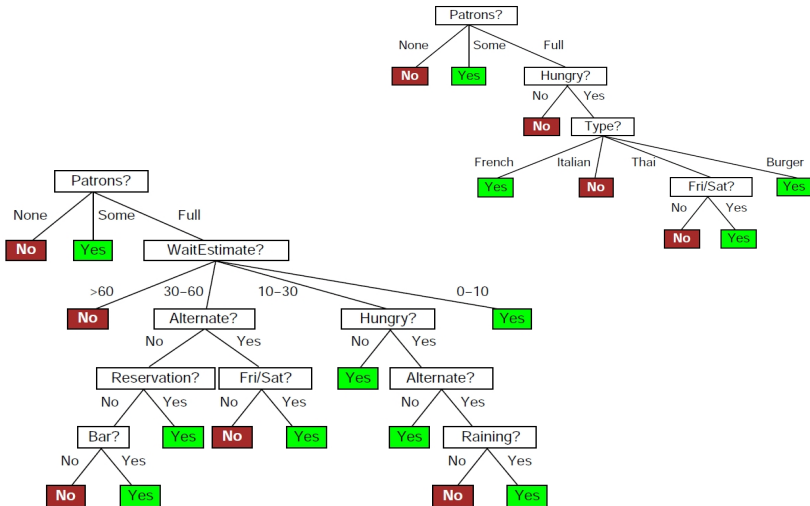 Patrons?
None Some Full
No Yes Hungry?
No Yes
No Type?
French Italian Thai Burger
Yes No Fri/Sat? Yes
No Yes
No Yes
Patrons?
None Some Full
No Yes WaitEstimate?
>60 30–60 10–30 0–10
No Alternate? Hungry? Yes
No Yes No Yes
Reservation? Fri/Sat? Yes Alternate?
No Yes No Yes No Yes
Bar? Yes No Yes Yes Raining?
No Yes No Yes
No Yes No Yes